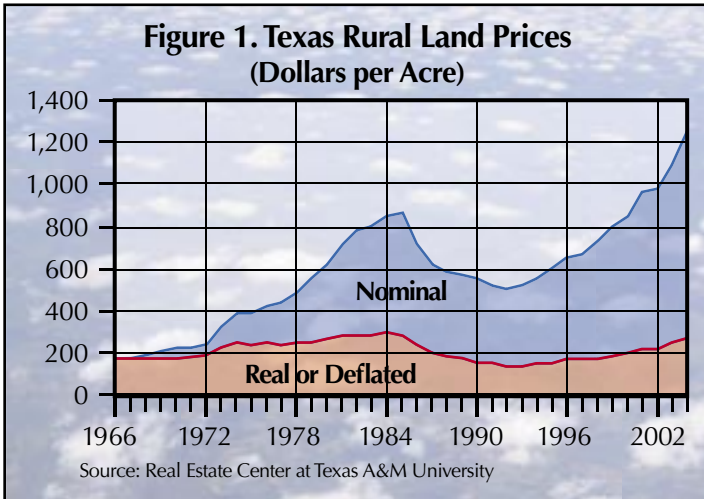 Figure 1. Texas Rural Land Prices
(Dollars per Acre)
1,400
1,200
1,000
800
600
400
200
0
Nominal
Real or Deflated
1966 1972 1978 1984 1990 1996 2002
Source: Real Estate Center at Texas A&M University